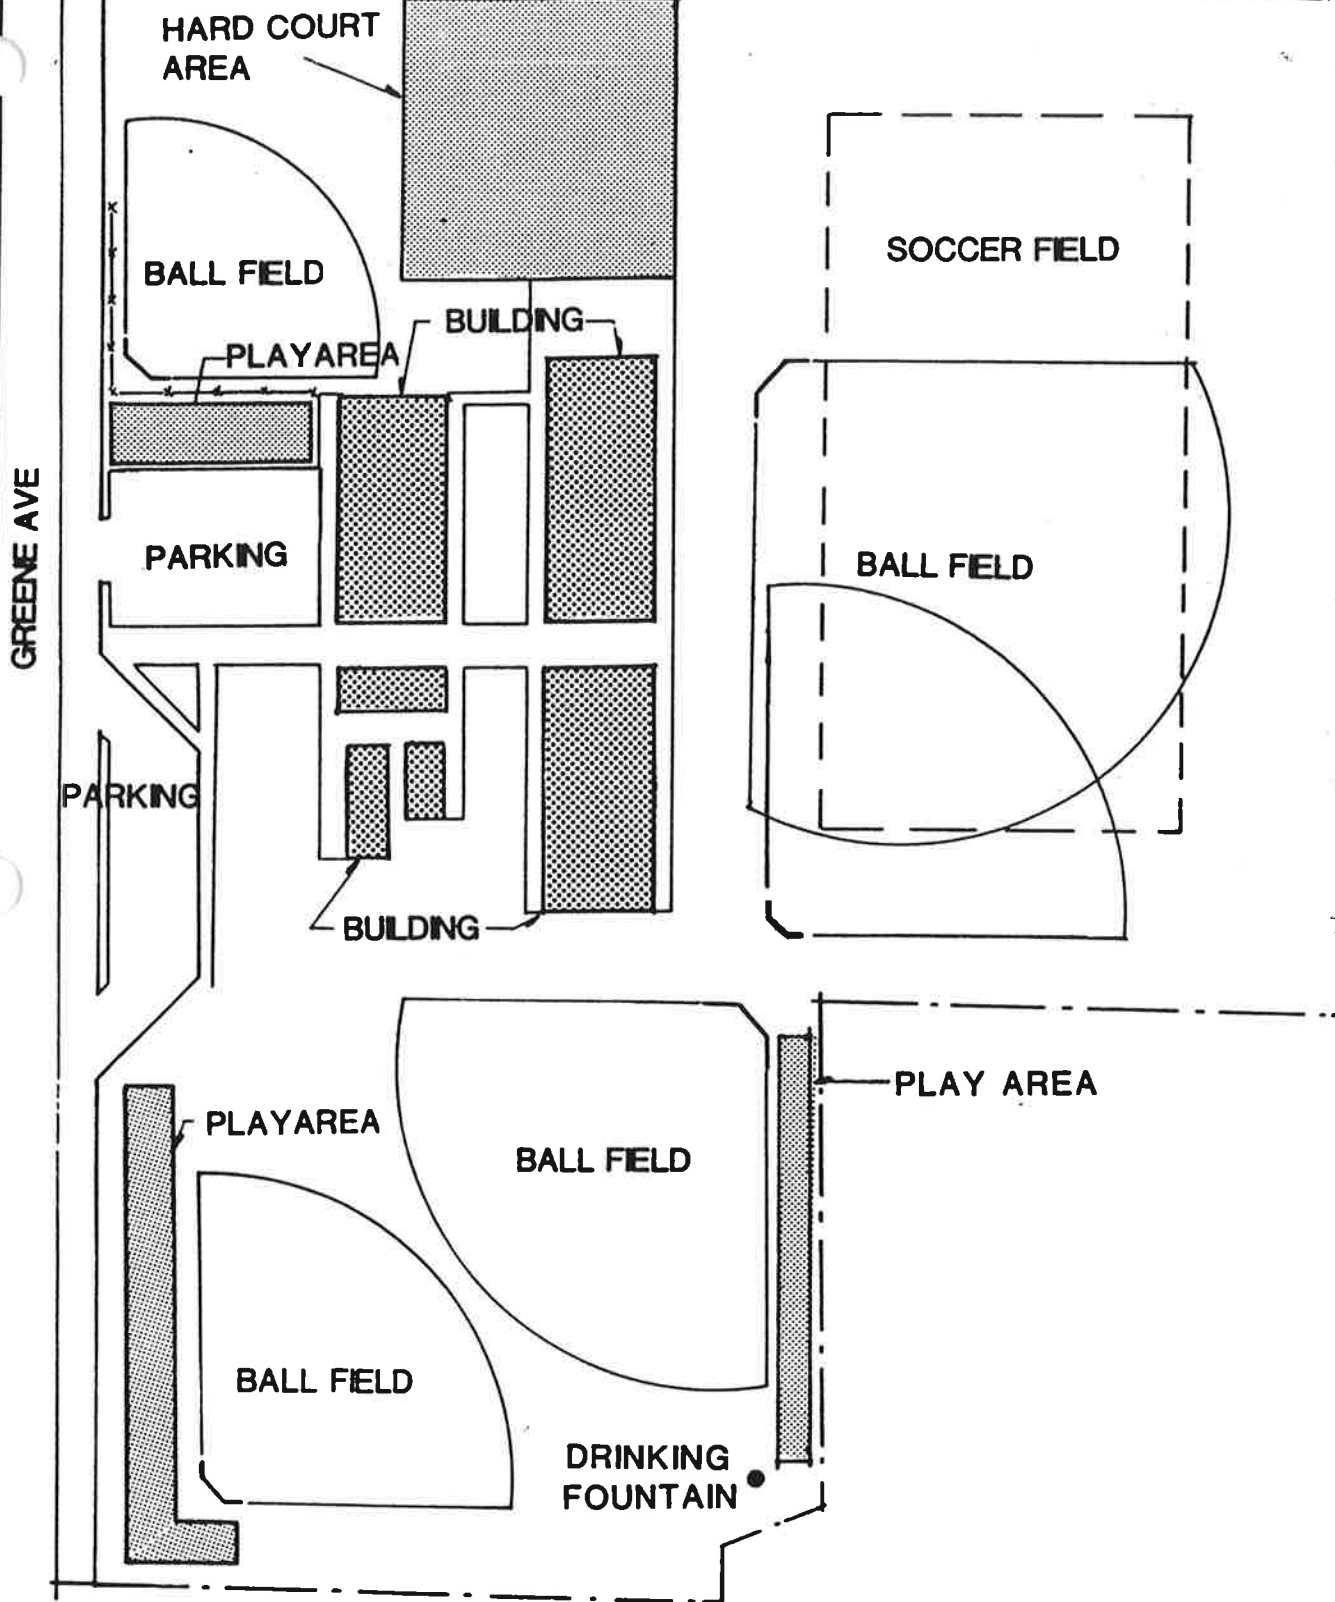 HARD COURT
AREA
BALL FIELD
SOCCER FIELD
BUILDING
PLAYAREA
GREENE AVE
PARKING
BALL FIELD
PARKING
BUILDING
PLAY AREA
PLAYAREA
BALL FIELD
BALL FIELD
DRINKING
FOUNTAIN